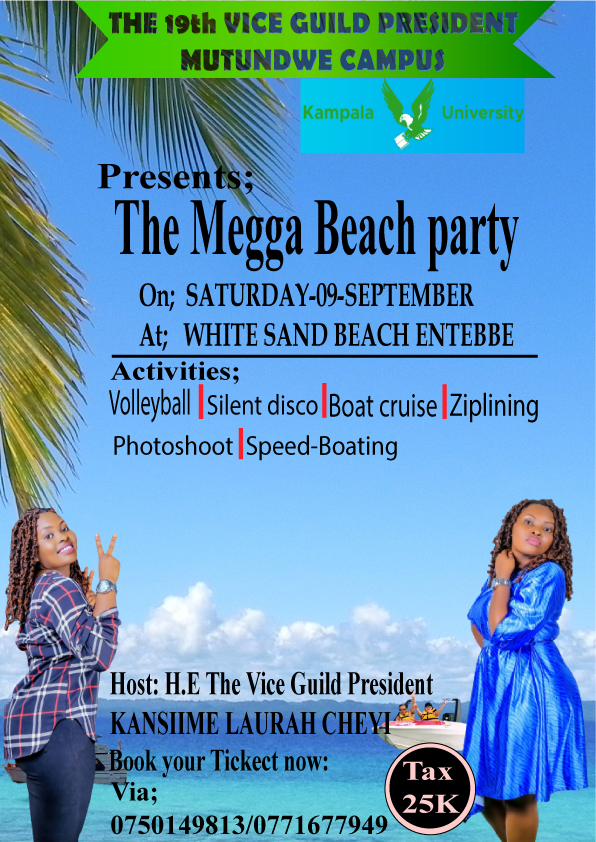 THE 19th VICE GUILD PRESIDENT
MUTUNDWE CAMPUS
Kampala University
Presents;
The Megga Beach party
On; SATURDAY-09-SEPTEMBER
At; WHITE SAND BEACH ENTEBBE
Activities;
Volleyball | Silent disco | Boat cruise | Ziplining
Photoshoot | Speed-Boating
Host: H.E The Vice Guild President
KANSIIME LAURAH CHEYI
Book your Tickect now:
Via;
0750149813/0771677949
Tax
25K